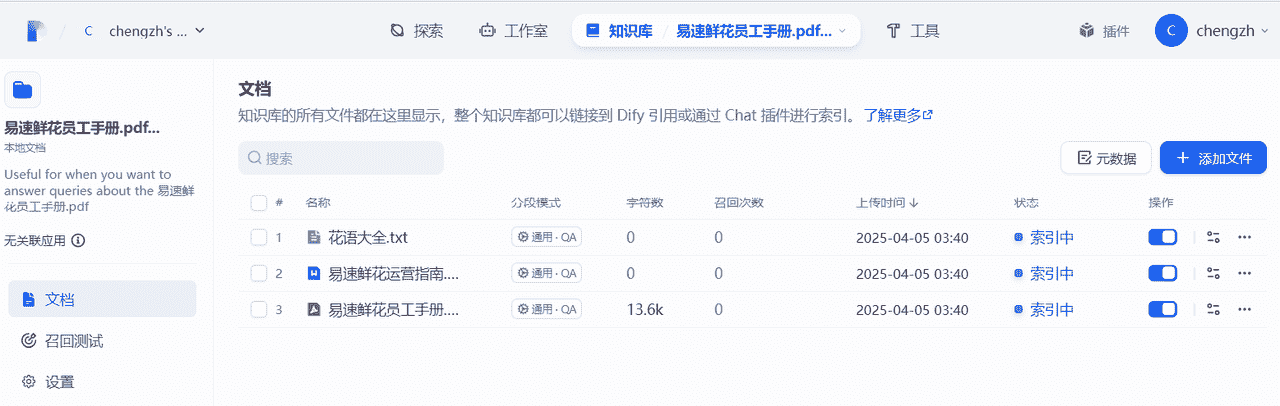 C chengzh's ... 探索 工作室 知识库 / 易速鲜花员工手册.pdf... 工具 插件 C chengzh
易速鲜花员工手册.pdf...
本地文档
Useful for when you want to
answer queries about the 易速鲜
花员工手册.pdf
无关联应用
文档
召回测试
设置
文档
知识库的所有文件都在这里显示，整个知识库都可以链接到 Dify 引用或通过 Chat 插件进行索引。了解更多
搜索 元数据 + 添加文件
# 名称 分段模式 字符数 召回次数 上传时间 ↓ 状态 操作
1 花语大全.txt 通用 · QA 0 0 2025-04-05 03:40 索引中
2 易速鲜花运营指南.... 通用 · QA 0 0 2025-04-05 03:40 索引中
3 易速鲜花员工手册.... 通用 · QA 13.6k 0 2025-04-05 03:40 索引中